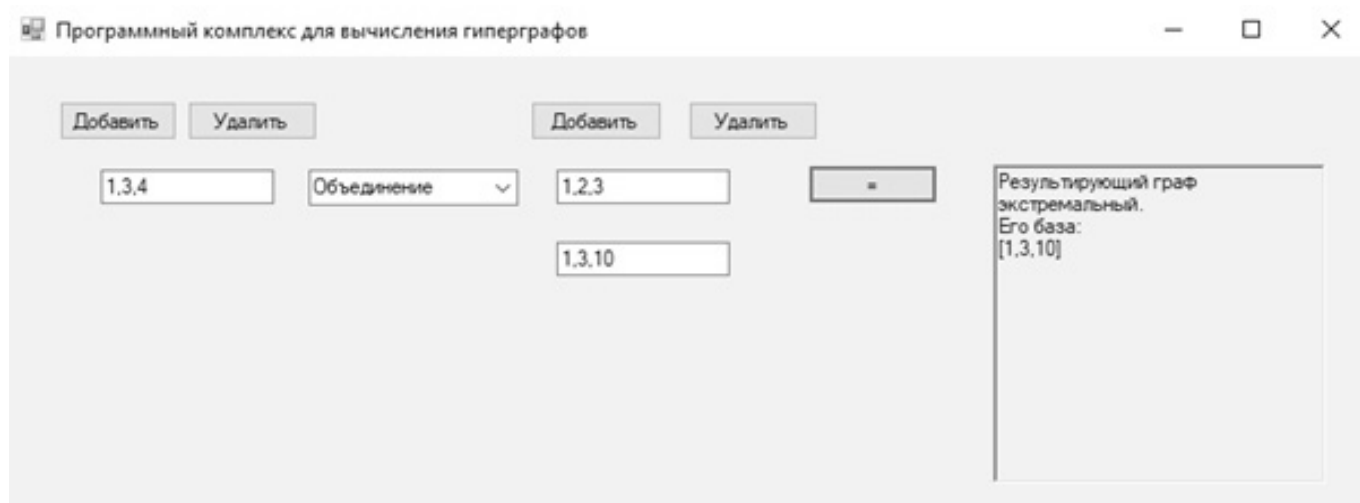 Программный комплекс для вычисления гиперграфов
Добавить Удалить Добавить Удалить
1,3,4 Объединение 1,2,3 =
1,3,10
Результирующий граф
экстремальный.
Его база:
[1,3,10]